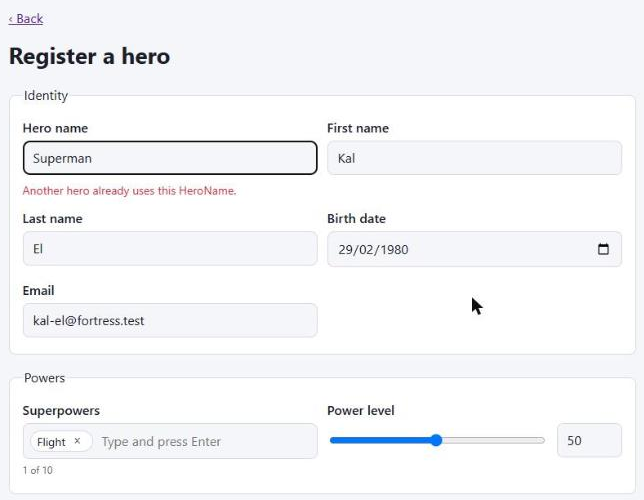 ‹ Back
Register a hero
Identity
Hero name
First name
Superman
Kal
Another hero already uses this HeroName.
Last name
Birth date
El
29/02/1980
Email
kal-el@fortress.test
Powers
Superpowers
Power level
Flight ×
Type and press Enter
50
1 of 10